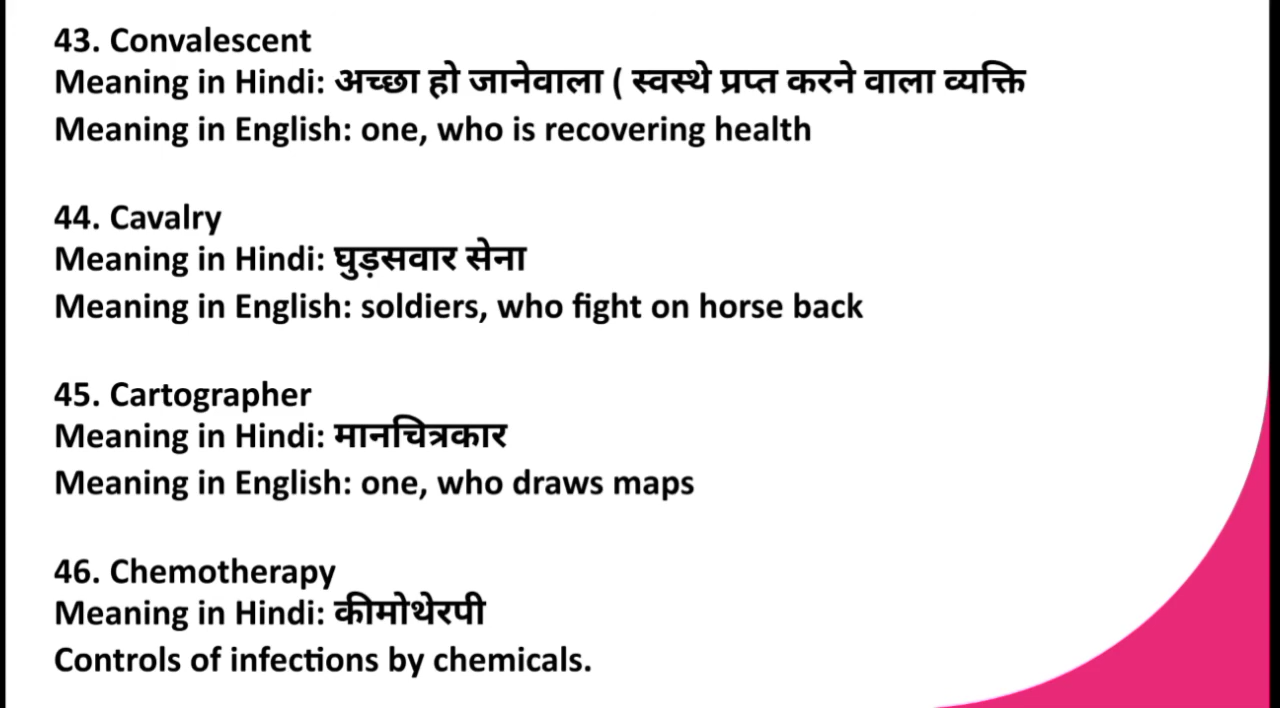 43. Convalescent
Meaning in Hindi: अच्छा हो जानेवाला ( स्वस्थे प्रप्त करने वाला व्यक्ति
Meaning in English: one, who is recovering health
44. Cavalry
Meaning in Hindi: घुड़सवार सेना
Meaning in English: soldiers, who fight on horse back
45. Cartographer
Meaning in Hindi: मानचित्रकार
Meaning in English: one, who draws maps
46. Chemotherapy
Meaning in Hindi: कीमोथेरपी
Controls of infections by chemicals.